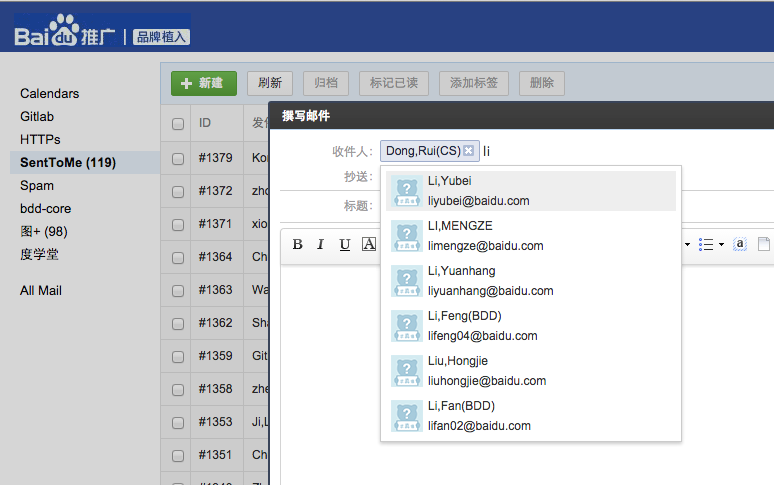 Baidu推广 | 品牌植入
Calendars
Gitlab
HTTPs
SentToMe (119)
Spam
bdd-core
图+ (98)
度学堂
All Mail
+ 新建 刷新 归档 标记已读 添加标签 删除
ID 发
#1379 Kor
#1372 zho
#1371 xio
#1364 Ch
#1363 Wa
#1362 Sha
#1359 Git
#1358 zhe
#1353 Ji,L
#1351 Ch
撰写邮件
收件人: Dong,Rui(CS) li
抄送:
标题:
B I U A a
Li,Yubei
liyubei@baidu.com
LI,MENGZE
limengze@baidu.com
Li,Yuanhang
liyuanhang@baidu.com
Li,Feng(BDD)
lifeng04@baidu.com
Liu,Hongjie
liuhongjie@baidu.com
Li,Fan(BDD)
lifan02@baidu.com